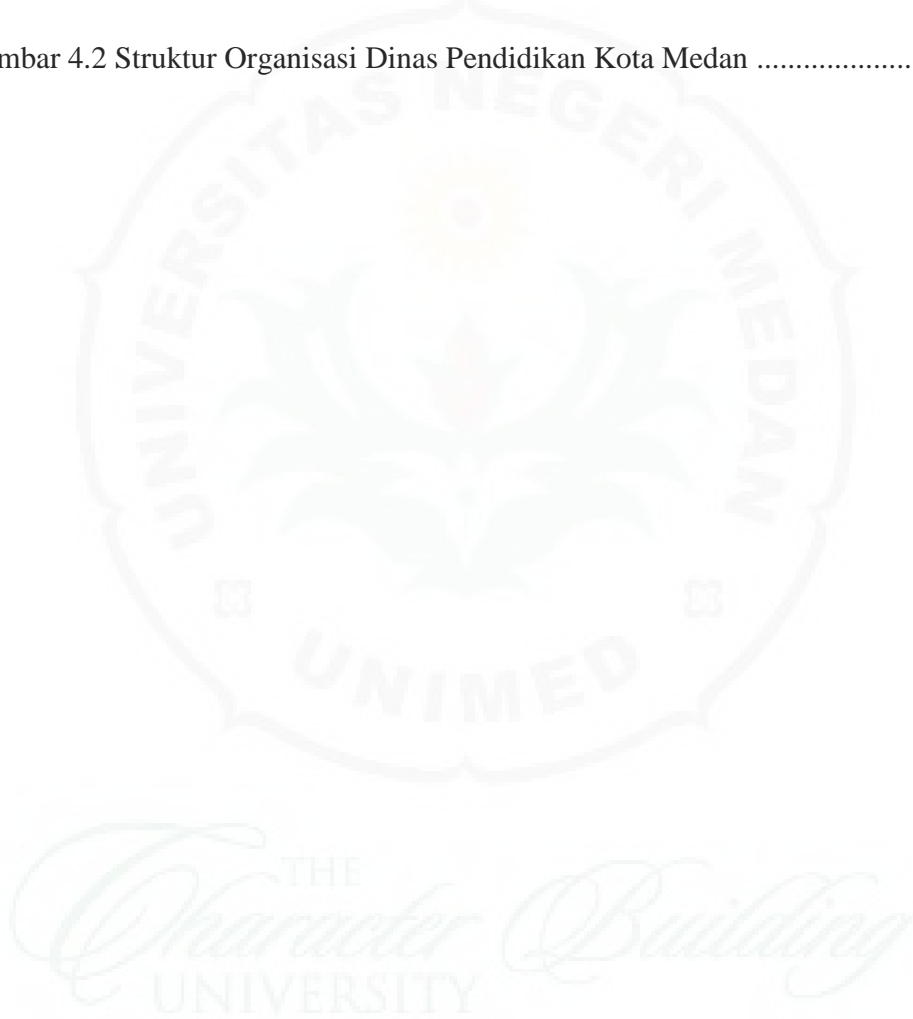 mbar 4.2 Struktur Organisasi Dinas Pendidikan Kota Medan ....................
UNIVERSITAS NEGERI MEDAN
UNIMED
THE
Character Building
UNIVERSITY